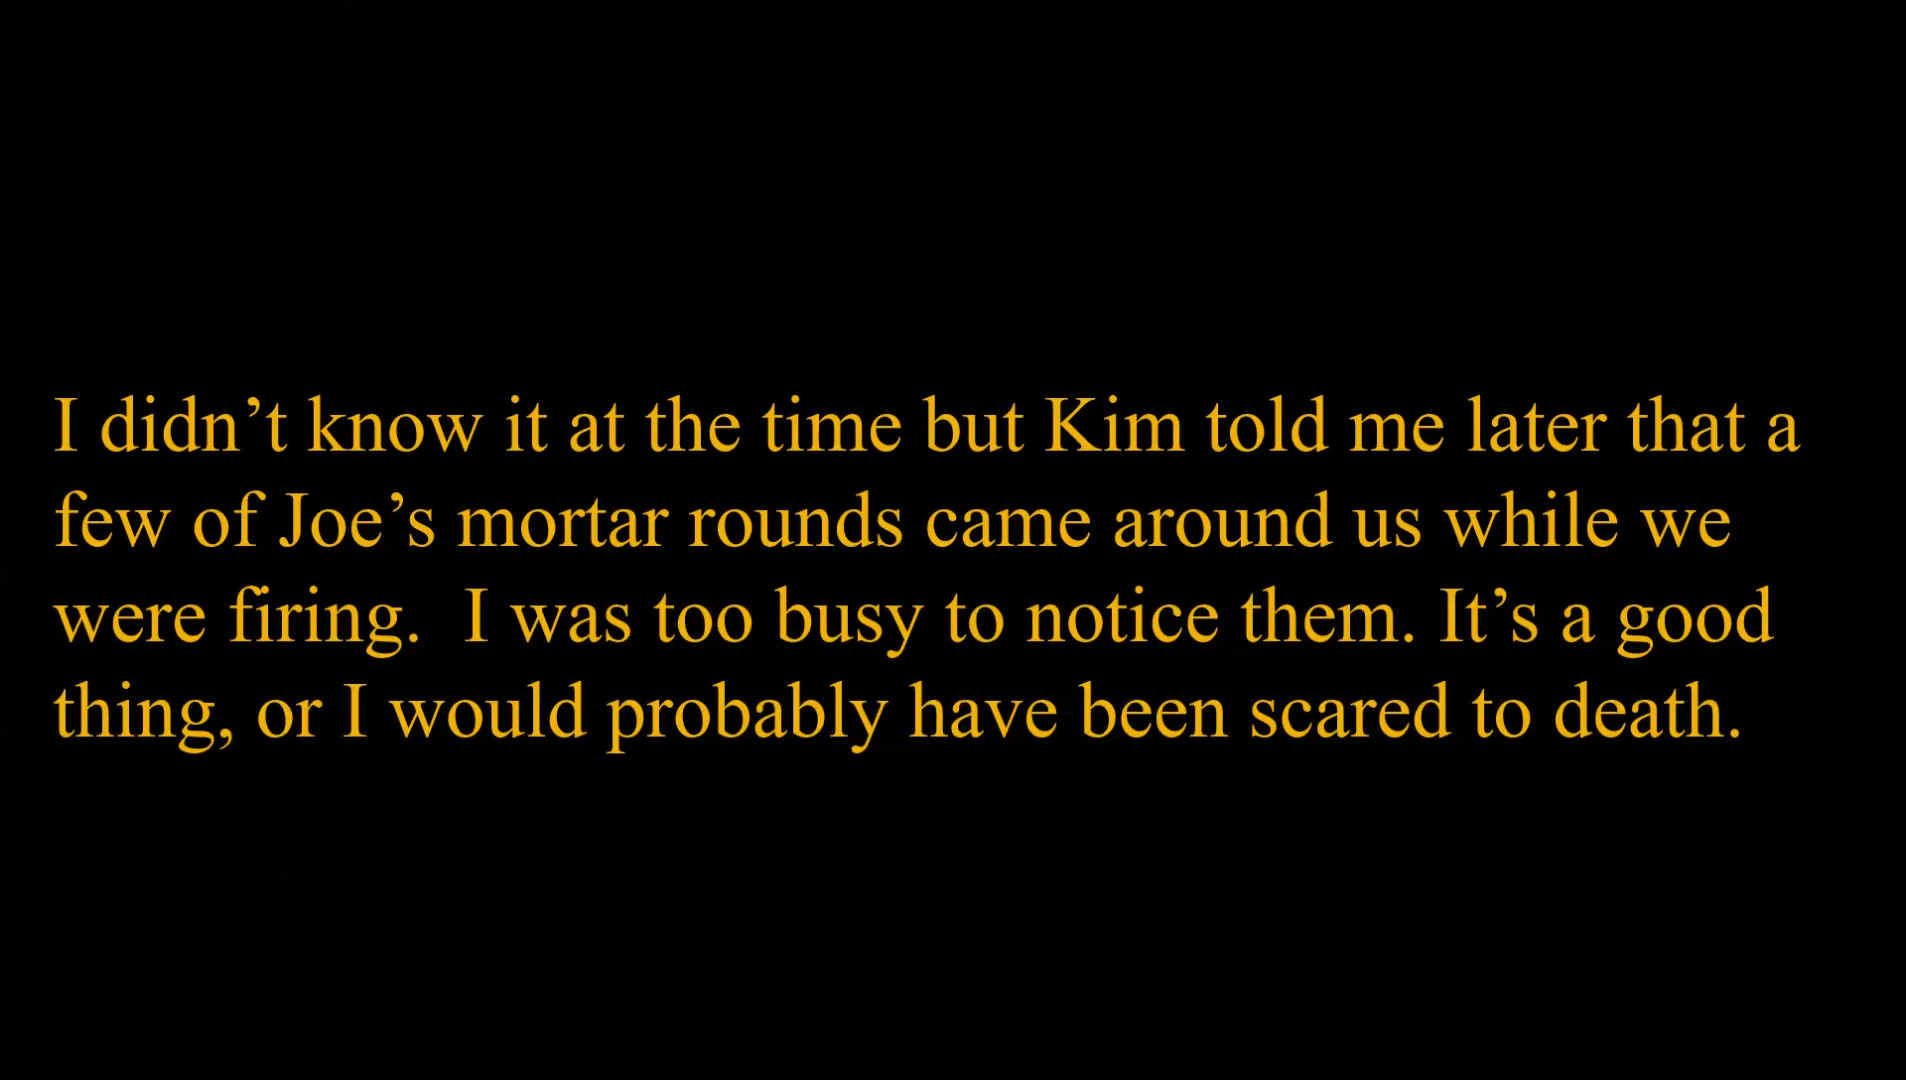 I didn’t know it at the time but Kim told me later that a
few of Joe’s mortar rounds came around us while we
were firing.  I was too busy to notice them. It’s a good
thing, or I would probably have been scared to death.